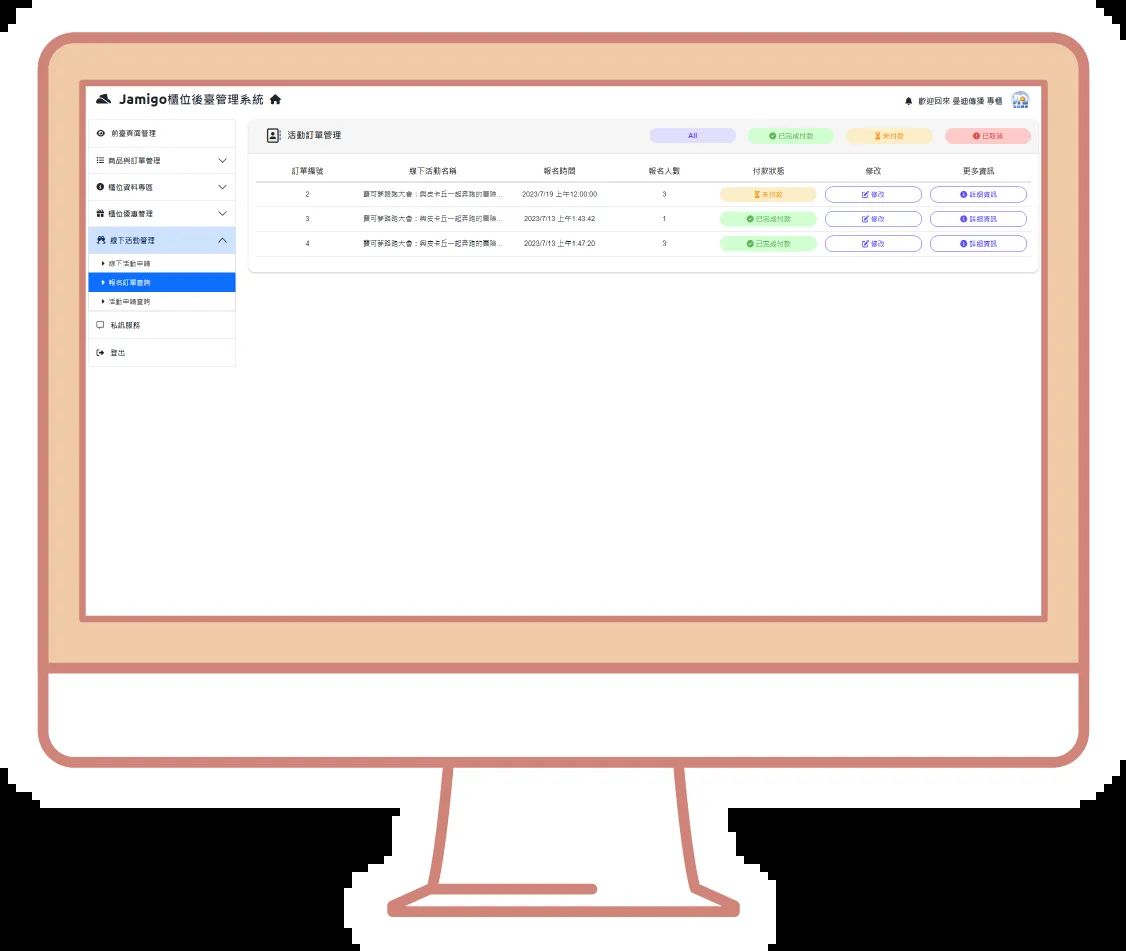 Jamigo櫃位後臺管理系統
歡迎回來 曼迪傳播 專櫃
前臺頁面管理
商品與訂單管理
櫃位資料專區
櫃位優惠管理
線下活動管理
線下活動申請
報名訂單查詢
活動申請查詢
私訊服務
登出
活動訂單管理
All
已完成付款
未付款
已取消
訂單編號 線下活動名稱 報名時間 報名人數 付款狀態 修改 更多資訊
2 寶可夢路跑大會：與皮卡丘一起奔跑的冒險... 2023/7/19 上午12:00:00 3 未付款 修改 詳細資訊
3 寶可夢路跑大會：與皮卡丘一起奔跑的冒險... 2023/7/13 上午1:43:42 1 已完成付款 修改 詳細資訊
4 寶可夢路跑大會：與皮卡丘一起奔跑的冒險... 2023/7/13 上午1:47:20 3 已完成付款 修改 詳細資訊